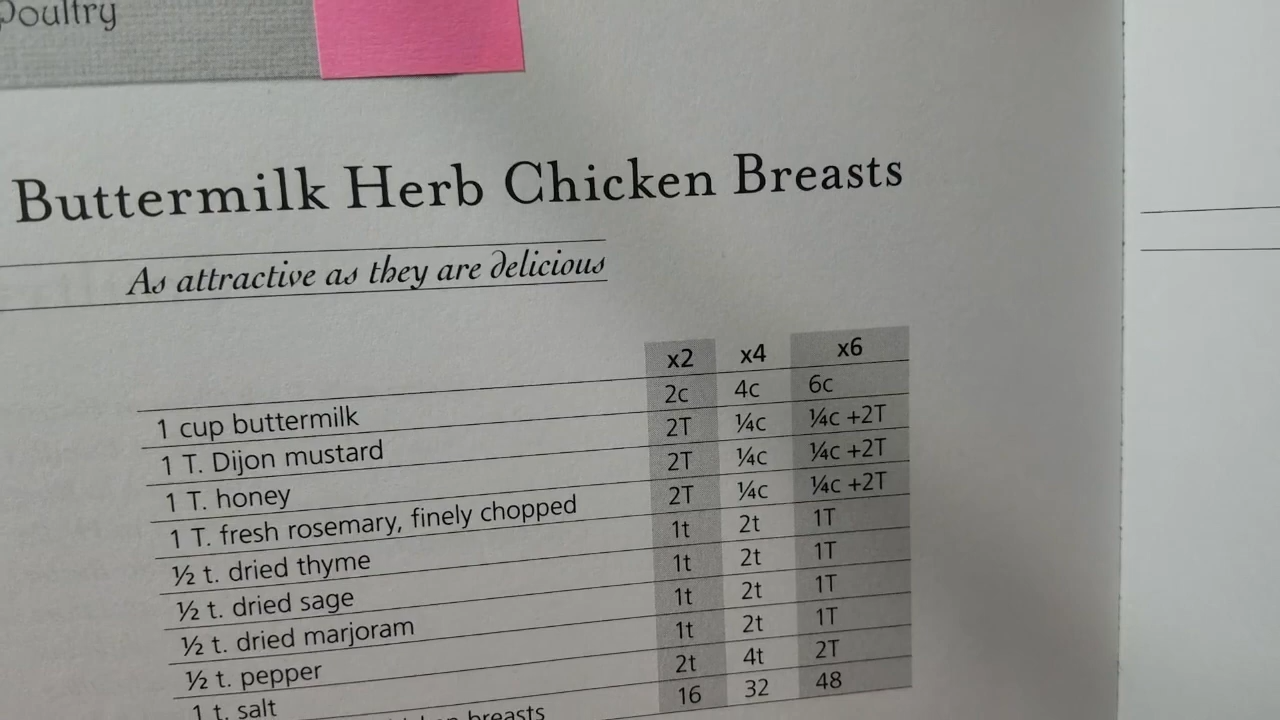 Poultry
Buttermilk Herb Chicken Breasts
As attractive as they are delicious
x2 x4 x6
1 cup buttermilk 2c 4c 6c
1 T. Dijon mustard 2T ¼c ¼c +2T
1 T. honey 2T ¼c ¼c +2T
1 T. fresh rosemary, finely chopped 2T ¼c ¼c +2T
½ t. dried thyme 1t 2t 1T
½ t. dried sage 1t 2t 1T
½ t. dried marjoram 1t 2t 1T
½ t. pepper 1t 2t 1T
1 t. salt 2t 4t 2T
breasts 16 32 48